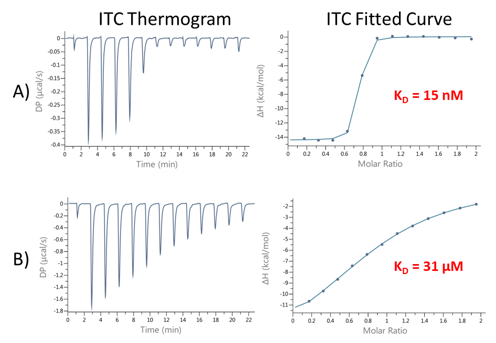 ITC Thermogram
ITC Fitted Curve
A)
0
-0.05
-0.1
-0.15
-0.2
-0.25
-0.3
-0.35
-0.4
DP (µcal/s)
0 2 4 6 8 10 12 14 16 18 20 22
Time (min)
0
-2
-4
-6
-8
-10
-12
-14
ΔH (kcal/mol)
K_D = 15 nM
0 0.2 0.4 0.6 0.8 1 1.2 1.4 1.6 1.8 2
Molar Ratio
B)
0
-0.2
-0.4
-0.6
-0.8
-1
-1.2
-1.4
-1.6
-1.8
DP (µcal/s)
0 2 4 6 8 10 12 14 16 18 20 22
Time (min)
-2
-3
-4
-5
-6
-7
-8
-9
-10
-11
ΔH (kcal/mol)
K_D = 31 µM
0 0.2 0.4 0.6 0.8 1 1.2 1.4 1.6 1.8 2
Molar Ratio